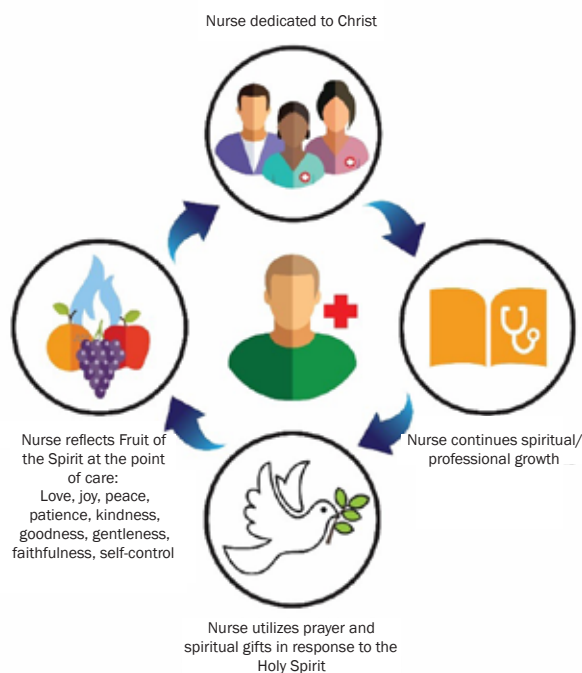 Nurse dedicated to Christ
Nurse continues spiritual/
professional growth
Nurse utilizes prayer and
spiritual gifts in response to the
Holy Spirit
Nurse reflects Fruit of
the Spirit at the point
of care:
Love, joy, peace,
patience, kindness,
goodness, gentleness,
faithfulness, self-control